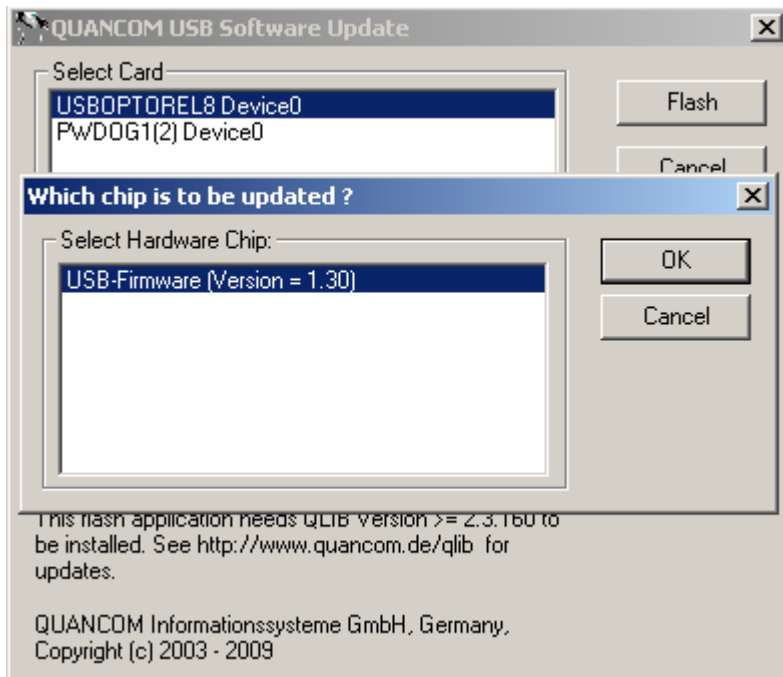 QUANCOM USB Software Update
Select Card
USBOPTOREL8 Device0
PWDOG1(2) Device0
Flash
Cancel
Which chip is to be updated ?
Select Hardware Chip:
USB-Firmware (Version = 1.30)
OK
Cancel
This flash application needs QLIB Version >= 2.3.160 to
be installed. See http://www.quancom.de/qlib for
updates.
QUANCOM Informationssysteme GmbH, Germany,
Copyright (c) 2003 - 2009